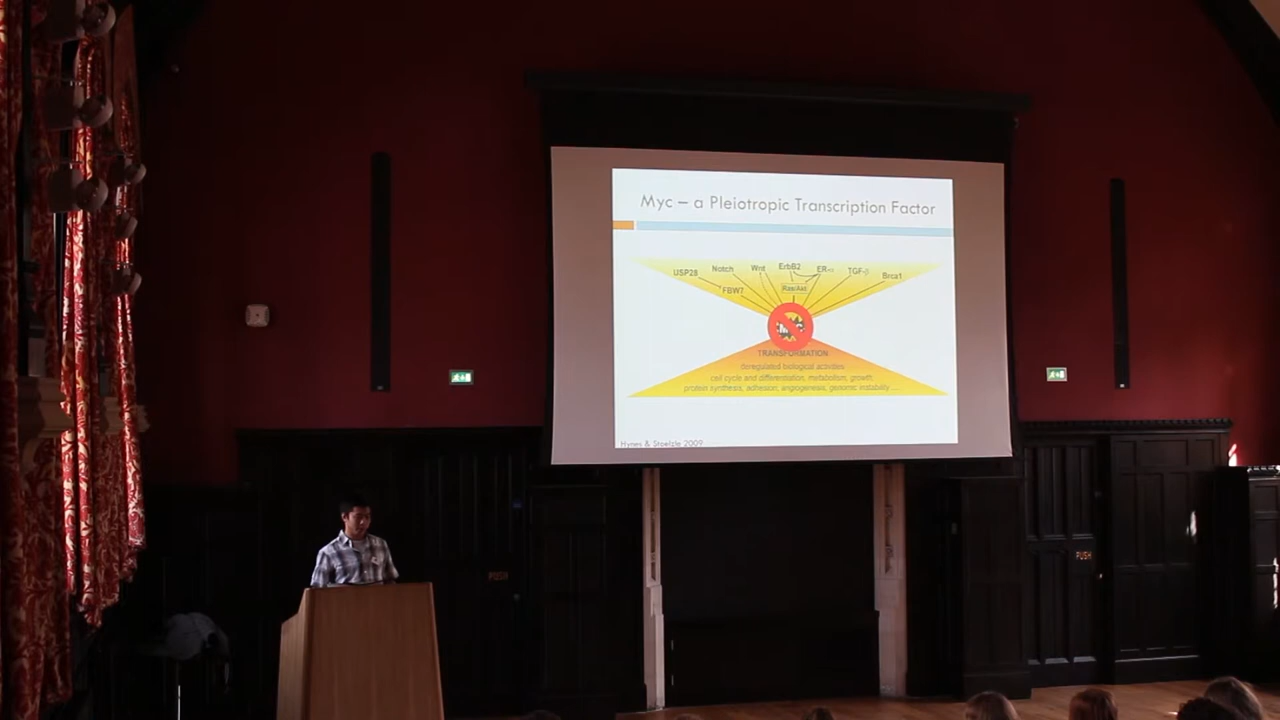 Myc – a Pleiotropic Transcription Factor
USP28 Notch Wnt ErbB2 ER-α TGF-β Brca1
FBW7 Ras/Akt
TRANSFORMATION
deregulated biological activities
cell cycle and differentiation, metabolism, growth,
protein synthesis, adhesion, angiogenesis, genomic instability ...
Hynes & Stoelzle 2009
PUSH
PUSH